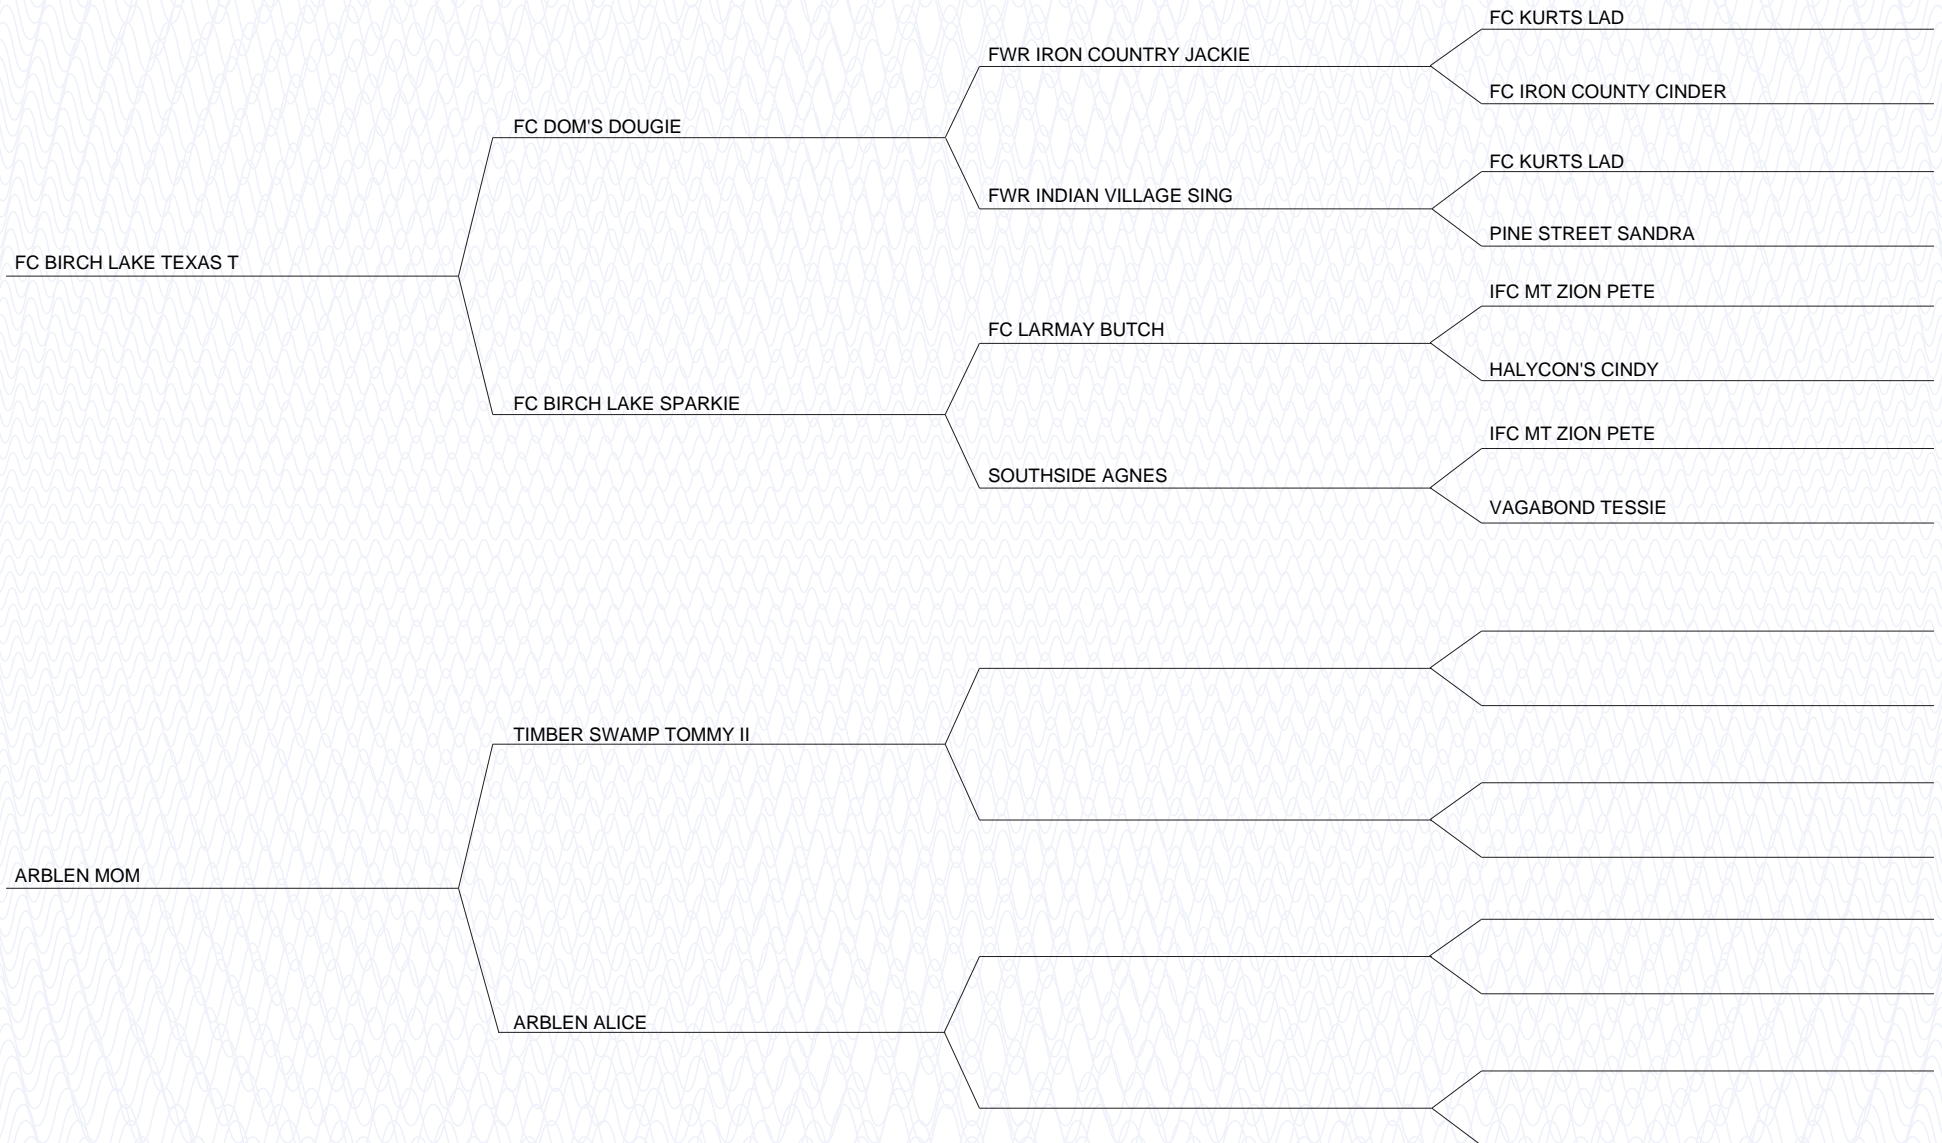 FC KURTS LAD
FWR IRON COUNTRY JACKIE
FC IRON COUNTY CINDER
FC DOM'S DOUGIE
FC KURTS LAD
FWR INDIAN VILLAGE SING
PINE STREET SANDRA
FC BIRCH LAKE TEXAS T
IFC MT ZION PETE
FC LARMAY BUTCH
HALYCON'S CINDY
FC BIRCH LAKE SPARKIE
IFC MT ZION PETE
SOUTHSIDE AGNES
VAGABOND TESSIE
TIMBER SWAMP TOMMY II
ARBLEN MOM
ARBLEN ALICE